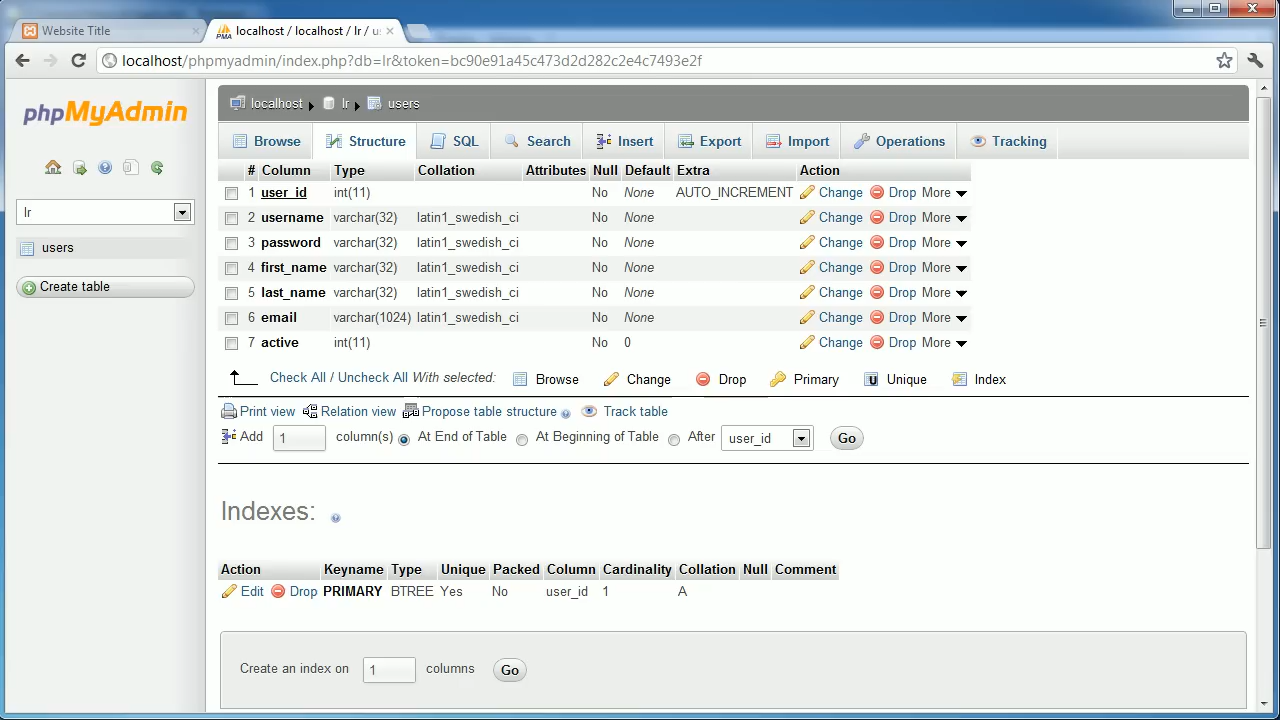 Website Title
localhost / localhost / lr / us
localhost/phpmyadmin/index.php?db=lr&token=bc90e91a45c473d2d282c2e4c7493e2f
phpMyAdmin
lr
users
Create table
localhost lr users
Browse Structure SQL Search Insert Export Import Operations Tracking
# Column Type Collation Attributes Null Default Extra Action
1 user_id int(11) No None AUTO_INCREMENT Change Drop More
2 username varchar(32) latin1_swedish_ci No None Change Drop More
3 password varchar(32) latin1_swedish_ci No None Change Drop More
4 first_name varchar(32) latin1_swedish_ci No None Change Drop More
5 last_name varchar(32) latin1_swedish_ci No None Change Drop More
6 email varchar(1024) latin1_swedish_ci No None Change Drop More
7 active int(11) No 0 Change Drop More
Check All / Uncheck All With selected: Browse Change Drop Primary U Unique Index
Print view Relation view Propose table structure Track table
Add 1 column(s) At End of Table At Beginning of Table After user_id Go
Indexes:
Action Keyname Type Unique Packed Column Cardinality Collation Null Comment
Edit Drop PRIMARY BTREE Yes No user_id 1 A
Create an index on 1 columns Go